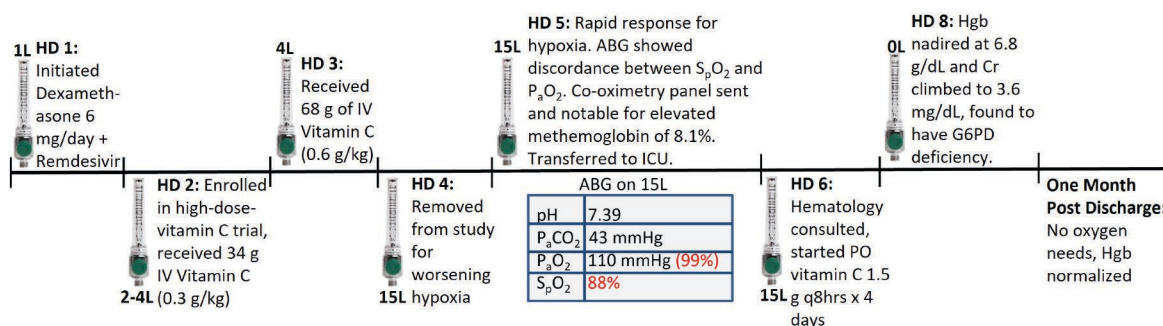 1L
HD 1:
Initiated
Dexameth-
asone 6
mg/day +
Remdesivir
2-4L
HD 2: Enrolled
in high-dose-
vitamin C trial,
received 34 g
IV Vitamin C
(0.3 g/kg)
4L
HD 3:
Received
68 g of IV
Vitamin C
(0.6 g/kg)
15L
HD 4:
Removed
from study
for
worsening
hypoxia
15L
HD 5: Rapid response for
hypoxia. ABG showed
discordance between SpO2 and
PaO2. Co-oximetry panel sent
and notable for elevated
methemoglobin of 8.1%.
Transferred to ICU.
ABG on 15L
pH 7.39
PaCO2 43 mmHg
PaO2 110 mmHg (99%)
SpO2 88%
15L
HD 6:
Hematology
consulted,
started PO
vitamin C 1.5
g q8hrs x 4
days
0L
HD 8: Hgb
nadired at 6.8
g/dL and Cr
climbed to 3.6
mg/dL, found to
have G6PD
deficiency.
One Month
Post Discharge:
No oxygen
needs, Hgb
normalized